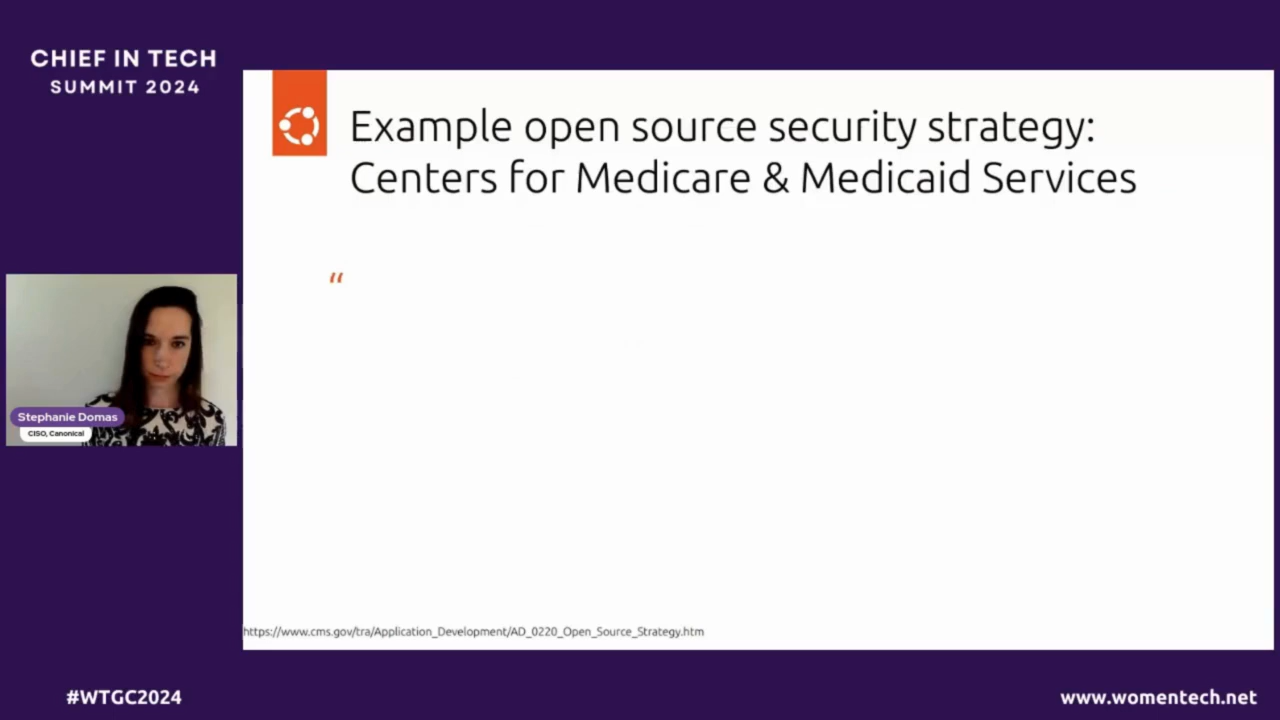 CHIEF IN TECH
SUMMIT 2024
Example open source security strategy:
Centers for Medicare & Medicaid Services
“
Stephanie Domas
CISO, Canonical
https://www.cms.gov/tra/Application_Development/AD_0220_Open_Source_Strategy.htm
#WTGC2024
www.womentech.net